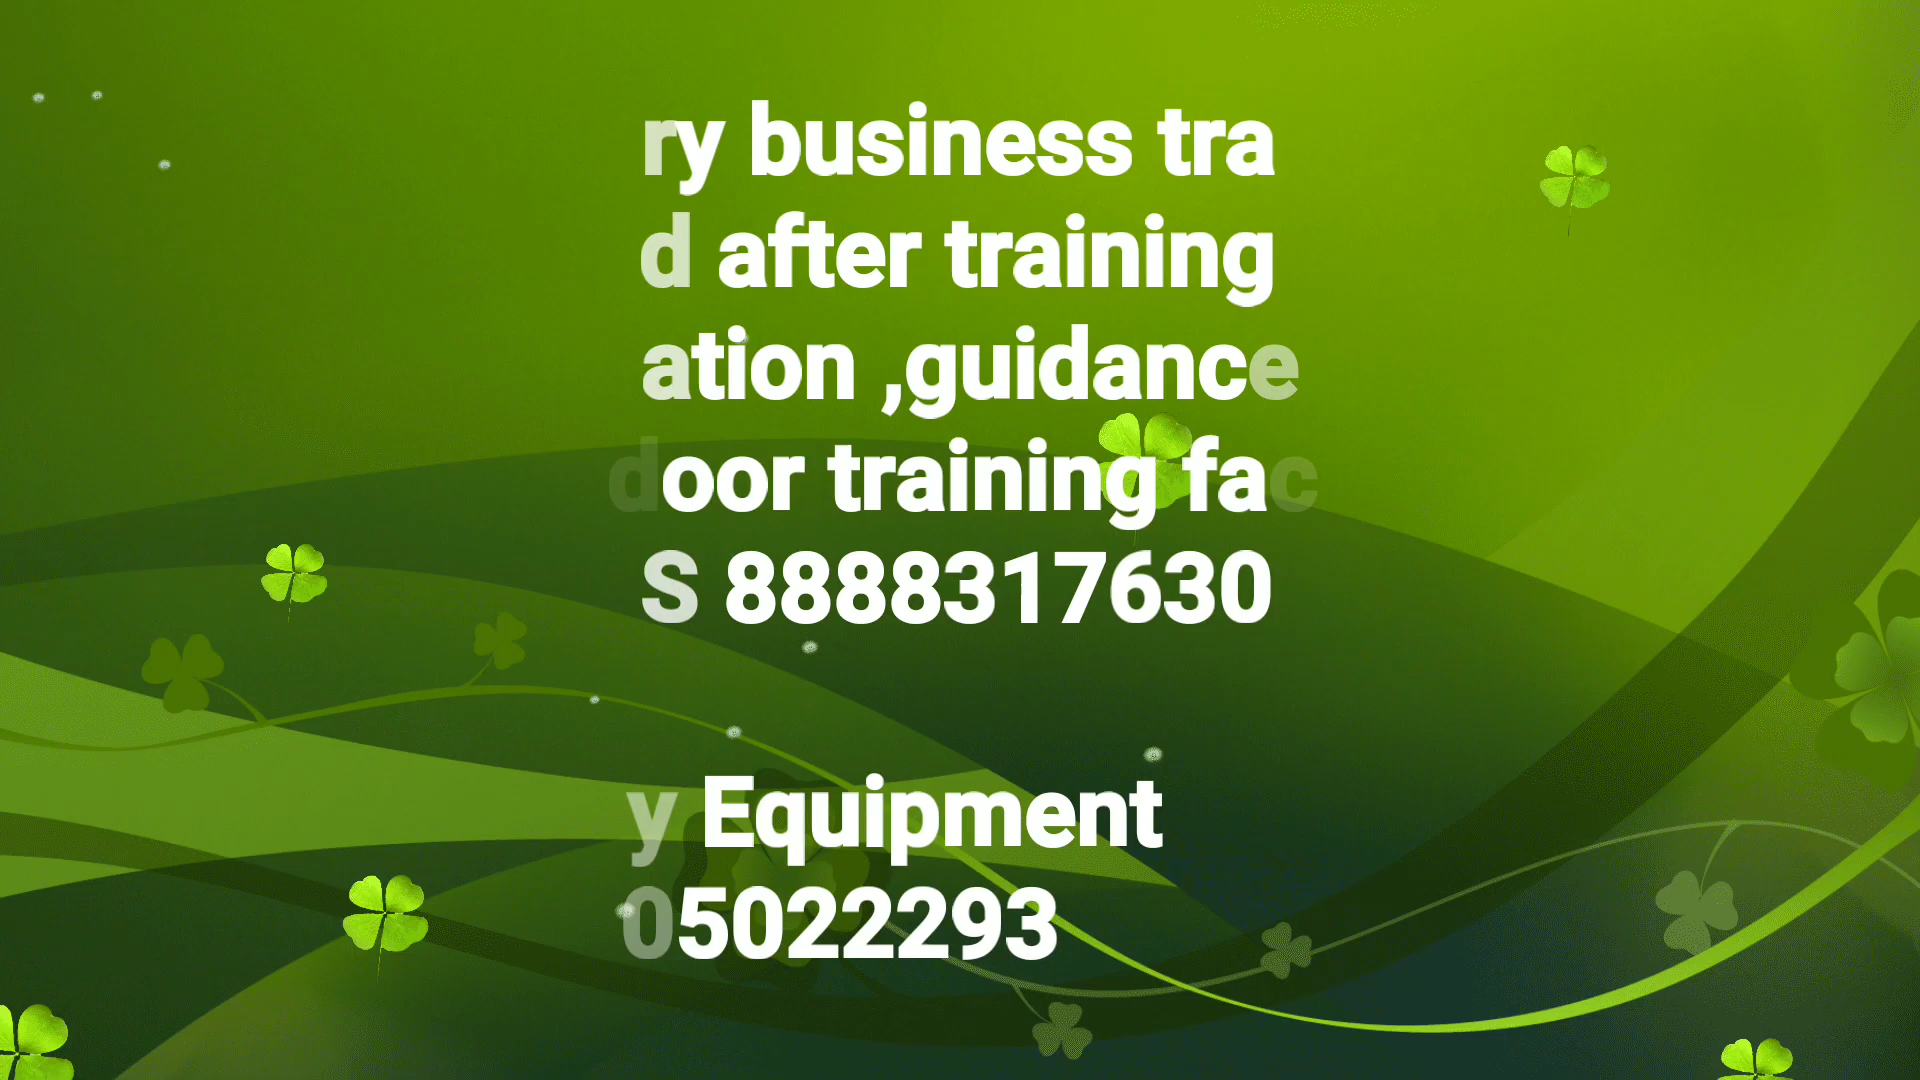 ry business tra
d after training
ation ,guidance
door training fac
S 8888317630
y Equipment
05022293